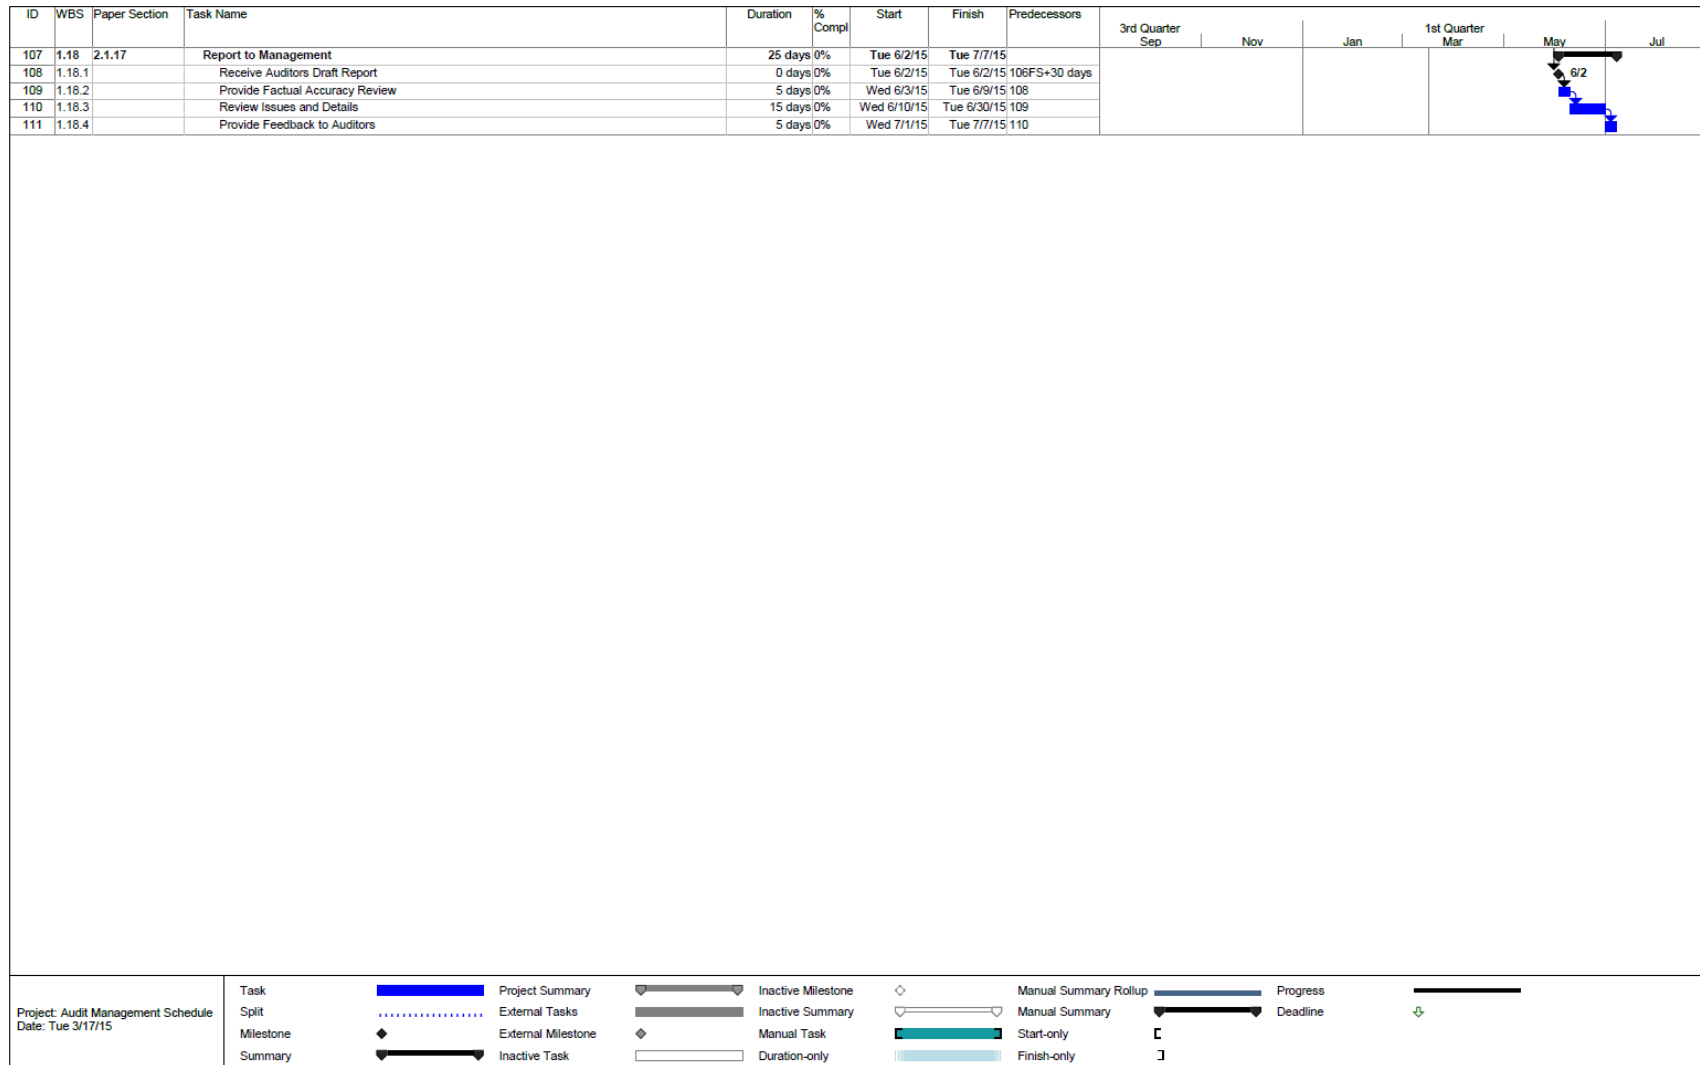 ID WBS Paper Section Task Name Duration % Compl Start Finish Predecessors
3rd Quarter 1st Quarter
Sep Nov Jan Mar May Jul
107 1.18 2.1.17 Report to Management 25 days 0% Tue 6/2/15 Tue 7/7/15
108 1.18.1 Receive Auditors Draft Report 0 days 0% Tue 6/2/15 Tue 6/2/15 106FS+30 days 6/2
109 1.18.2 Provide Factual Accuracy Review 5 days 0% Wed 6/3/15 Tue 6/9/15 108
110 1.18.3 Review Issues and Details 15 days 0% Wed 6/10/15 Tue 6/30/15 109
111 1.18.4 Provide Feedback to Auditors 5 days 0% Wed 7/1/15 Tue 7/7/15 110
Project: Audit Management Schedule
Date: Tue 3/17/15
Task Project Summary Inactive Milestone Manual Summary Rollup Progress
Split External Tasks Inactive Summary Manual Summary Deadline
Milestone External Milestone Manual Task Start-only
Summary Inactive Task Duration-only Finish-only